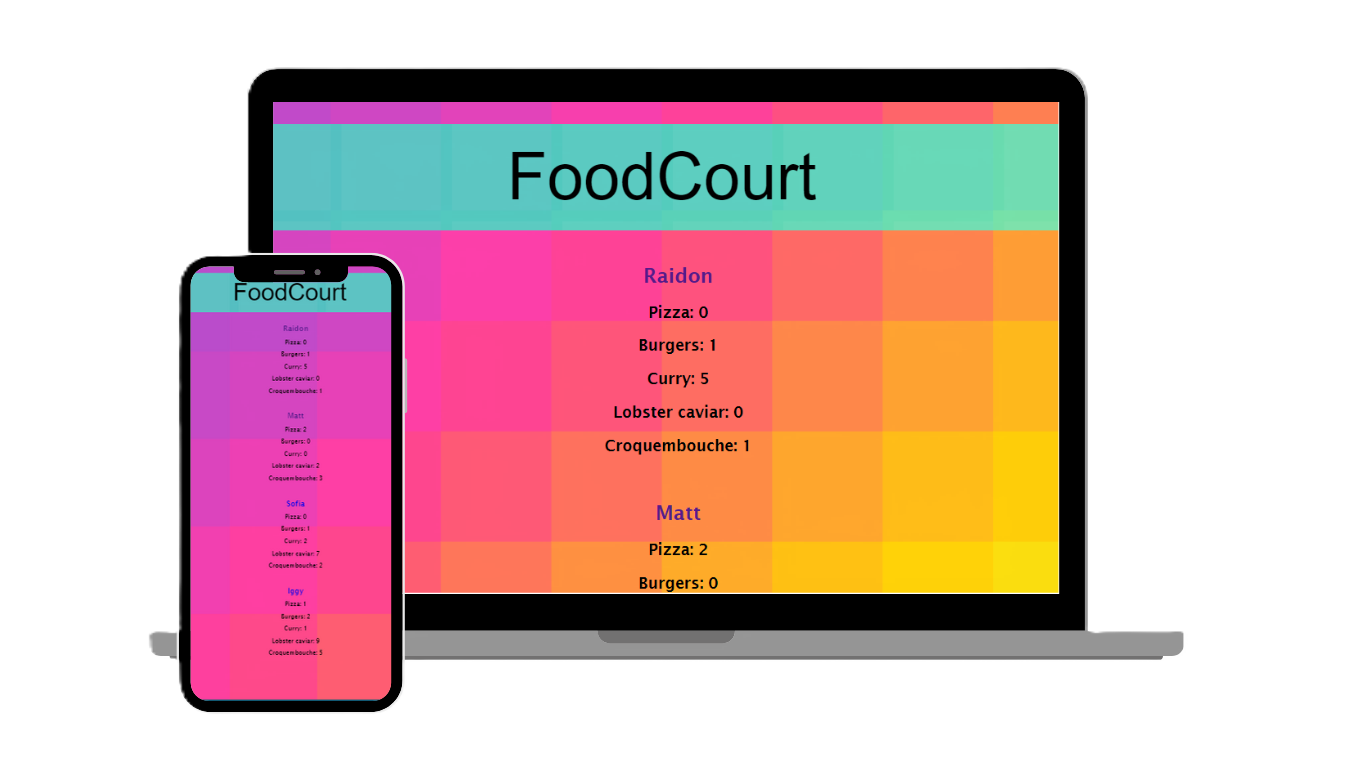 FoodCourt
Raidon
Pizza: 0
Burgers: 1
Curry: 5
Lobster caviar: 0
Croquembouche: 1
Matt
Pizza: 2
Burgers: 0
FoodCourt
Raidon
Pizza: 0
Burgers: 1
Curry: 5
Lobster caviar: 0
Croquembouche: 1
Matt
Pizza: 2
Burgers: 0
Curry: 0
Lobster caviar: 2
Croquembouche: 3
Sofia
Pizza: 0
Burgers: 1
Curry: 2
Lobster caviar: 7
Croquembouche: 2
Iggy
Pizza: 1
Burgers: 2
Curry: 1
Lobster caviar: 9
Croquembouche: 5